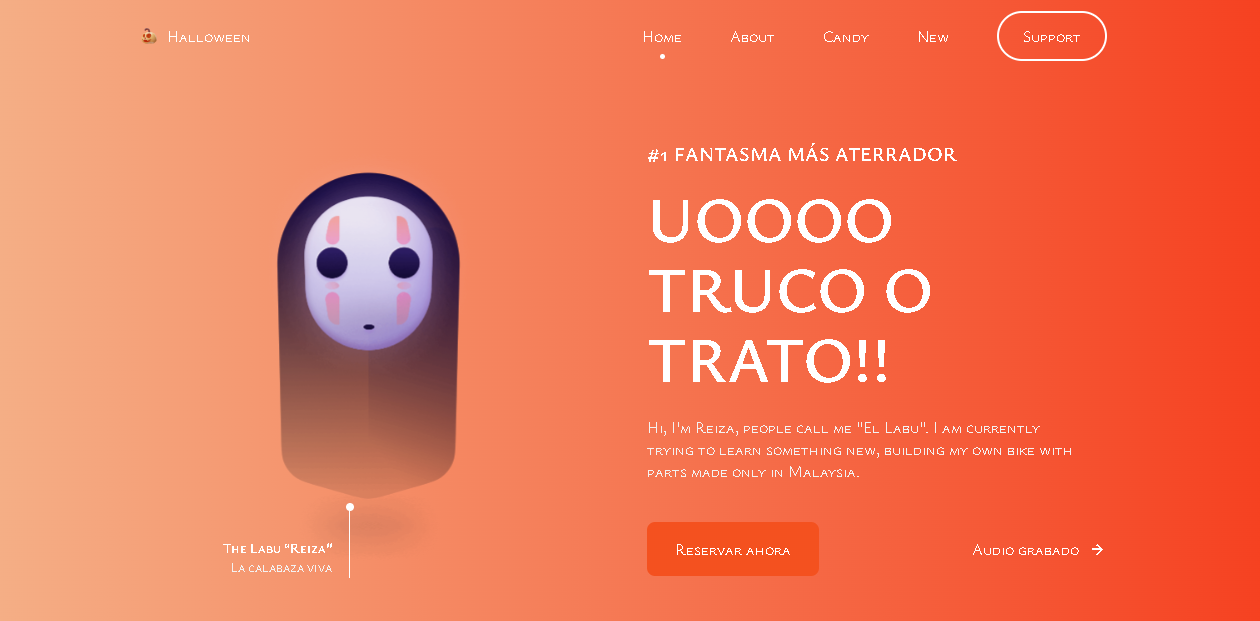 Halloween
Home
About
Candy
New
Support
#1 FANTASMA MÁS ATERRADOR
UOOOO
TRUCO O
TRATO!!
Hi, I'm Reiza, people call me "El Labu". I am currently
trying to learn something new, building my own bike with
parts made only in Malaysia.
Reservar ahora
Audio grabado
The Labu "Reiza"
La calabaza viva